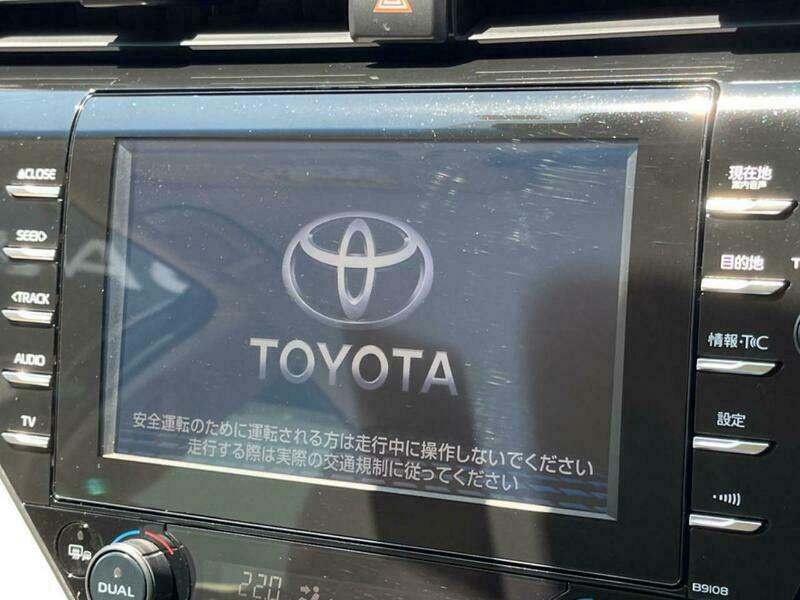 ≜CLOSE
SEEK>
<TRACK
AUDIO
TV
TOYOTA
安全運転のために運転される方は走行中に操作しないでください
走行する際は実際の交通規制に従ってください
現在地
案内音声
目的地
情報・T C
設定
DUAL
22.0
B9108